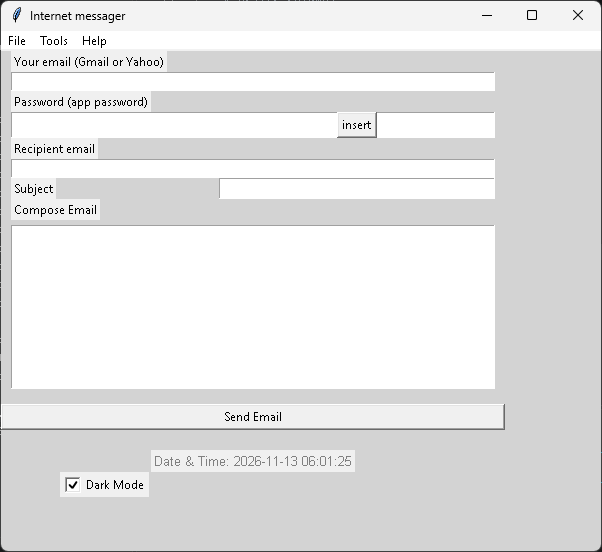 Internet messager
File Tools Help
Your email (Gmail or Yahoo)
Password (app password)
insert
Recipient email
Subject
Compose Email
Send Email
Date & Time: 2026-11-13 06:01:25
Dark Mode